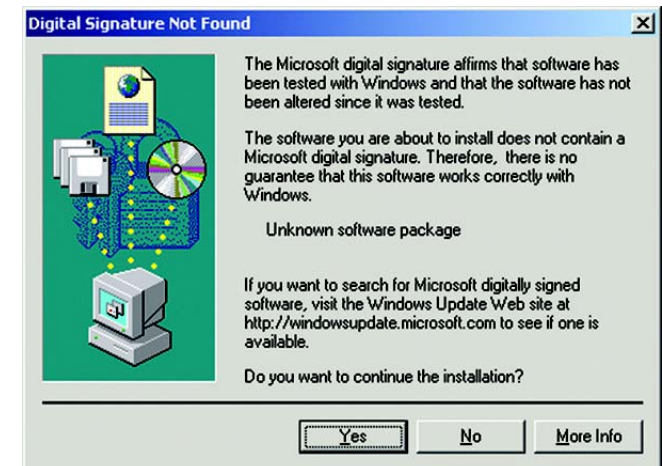 Digital Signature Not Found
The Microsoft digital signature affirms that software has
been tested with Windows and that the software has not
been altered since it was tested.
The software you are about to install does not contain a
Microsoft digital signature. Therefore,  there is no
guarantee that this software works correctly with
Windows.
Unknown software package
If you want to search for Microsoft digitally signed
software, visit the Windows Update Web site at
http://windowsupdate.microsoft.com to see if one is
available.
Do you want to continue the installation?
Yes No More Info